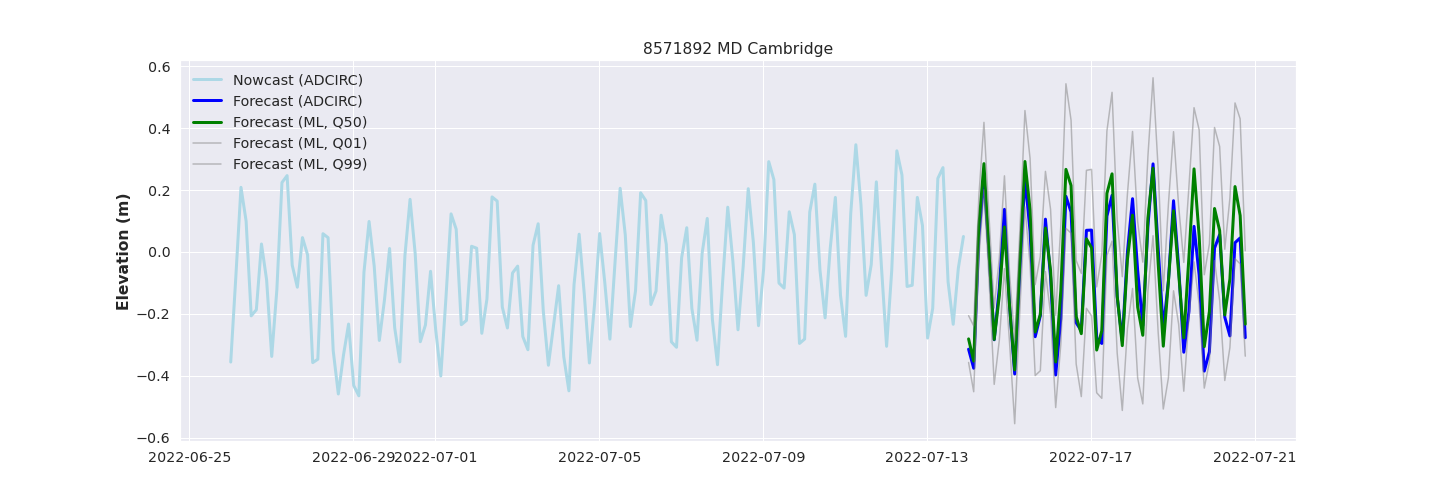 8571892 MD Cambridge
0.6
0.4
0.2
0.0
−0.2
−0.4
−0.6
Elevation (m)
Nowcast (ADCIRC)
Forecast (ADCIRC)
Forecast (ML, Q50)
Forecast (ML, Q01)
Forecast (ML, Q99)
2022-06-25 2022-06-29 2022-07-01 2022-07-05 2022-07-09 2022-07-13 2022-07-17 2022-07-21